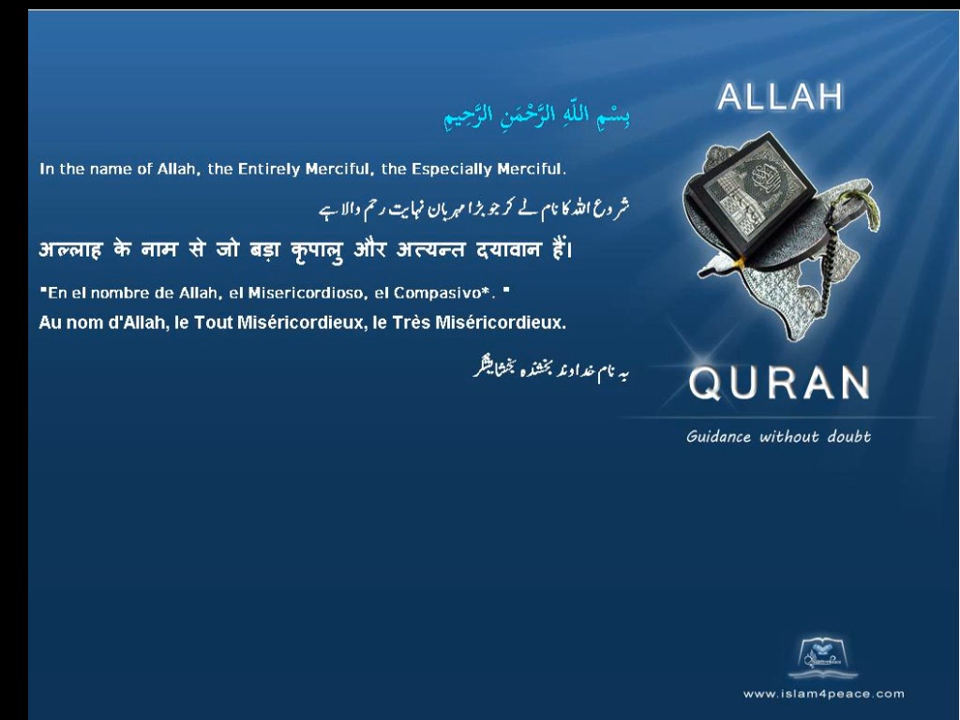 بِسْمِ اللَّهِ الرَّحْمَنِ الرَّحِيمِ
In the name of Allah, the Entirely Merciful, the Especially Merciful.
شروع الله کا نام لے کر جو بڑا مہربان نہایت رحم والا ہے
अल्लाह के नाम से जो बड़ा कृपालु और अत्यन्त दयावान हैं।
"En el nombre de Allah, el Misericordioso, el Compasivo*. "
Au nom d'Allah, le Tout Miséricordieux, le Très Miséricordieux.
به نام خداوند بخشنده بخشایشگر
ALLAH
QURAN
Guidance without doubt
www.islam4peace.com